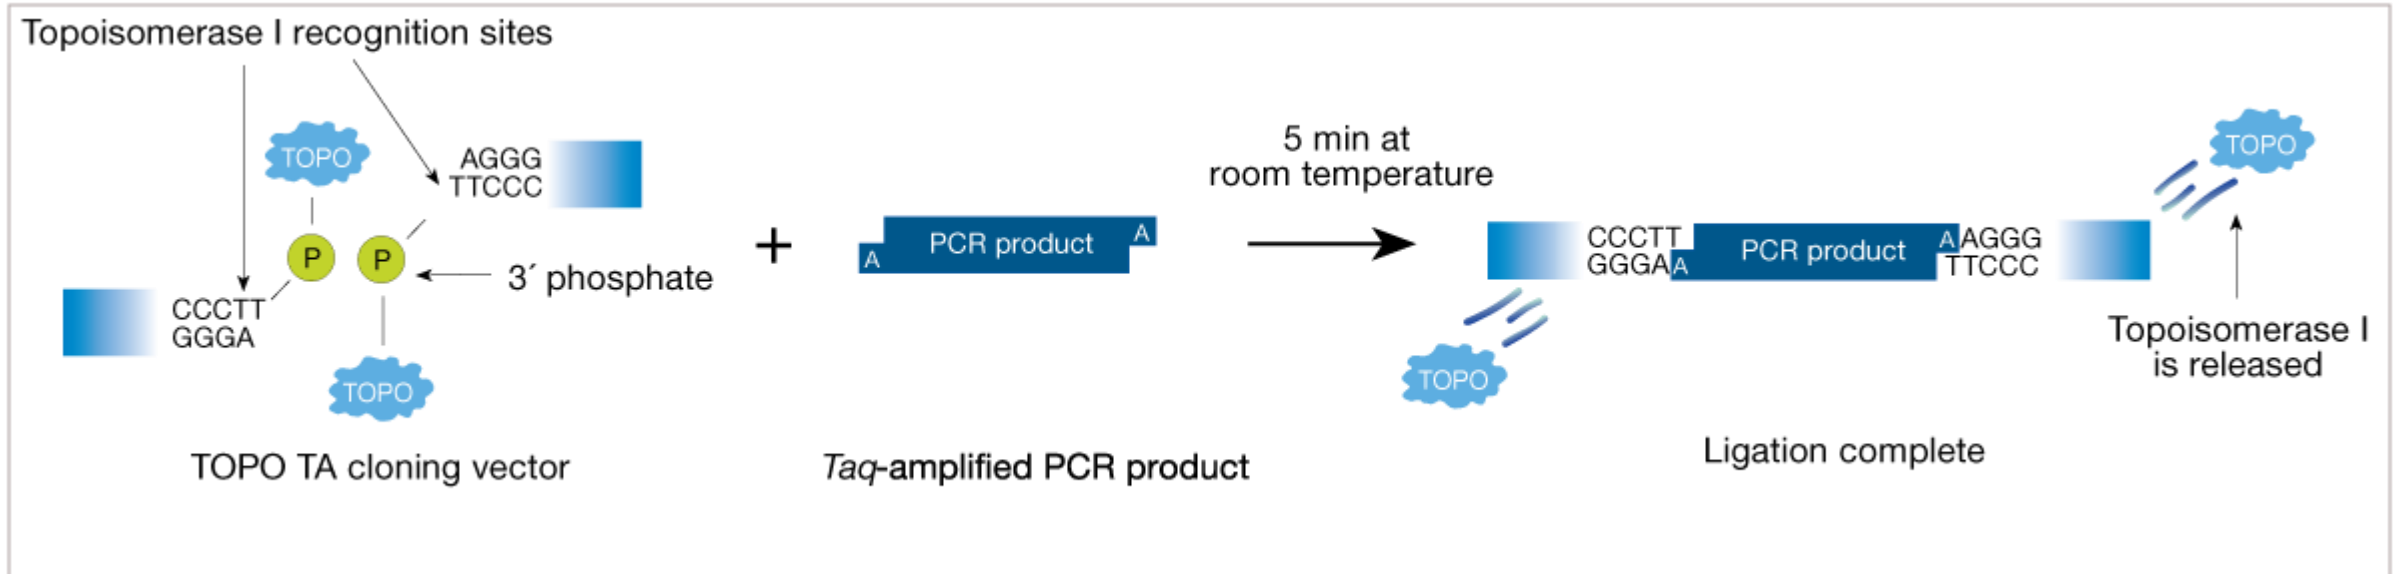 Topoisomerase I recognition sites
TOPO
AGGG
TTCCC
P
P
3´ phosphate
CCCTT
GGGA
TOPO
TOPO TA cloning vector
+
A
PCR product
A
Taq-amplified PCR product
5 min at
room temperature
TOPO
CCCTT
GGGA
A
PCR product
A
AGGG
TTCCC
TOPO
Topoisomerase I
is released
Ligation complete